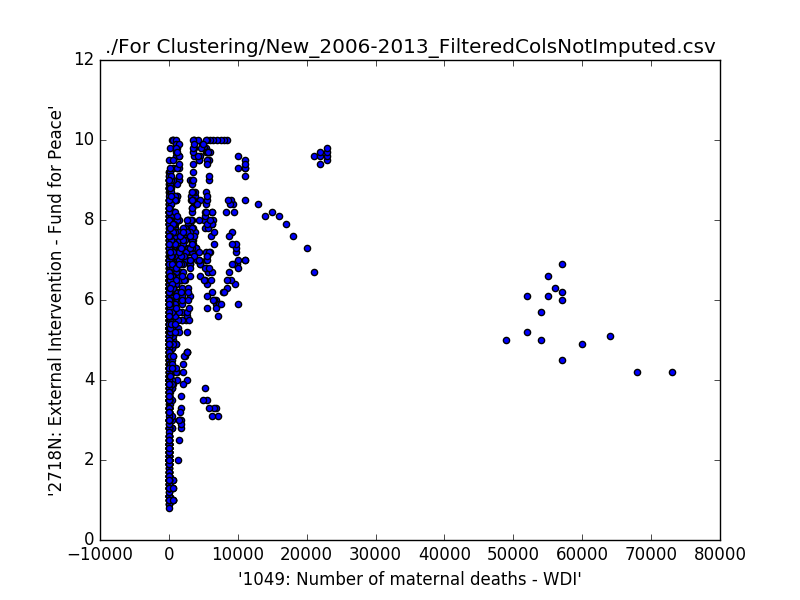 ./For Clustering/New_2006-2013_FilteredColsNotImputed.csv
12
10
8
6
4
2
0
'2718N: External Intervention - Fund for Peace'
−10000 0 10000 20000 30000 40000 50000 60000 70000 80000
'1049: Number of maternal deaths - WDI'